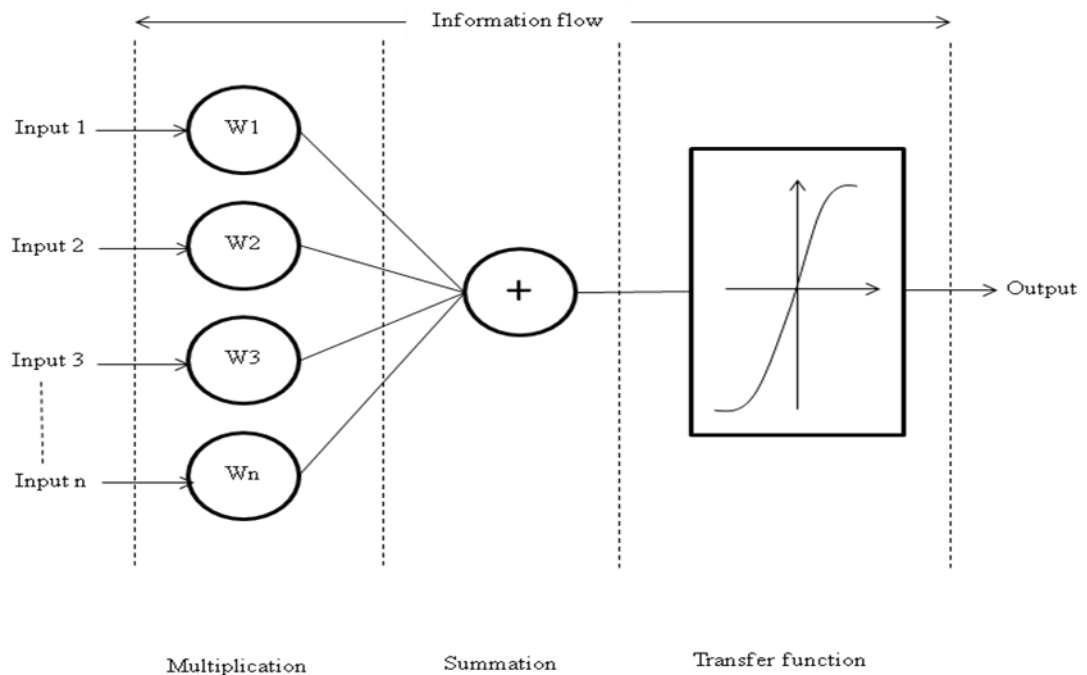 Information flow
Input 1
W1
Input 2
W2
Input 3
W3
Input n
Wn
+
Output
Multiplication
Summation
Transfer function